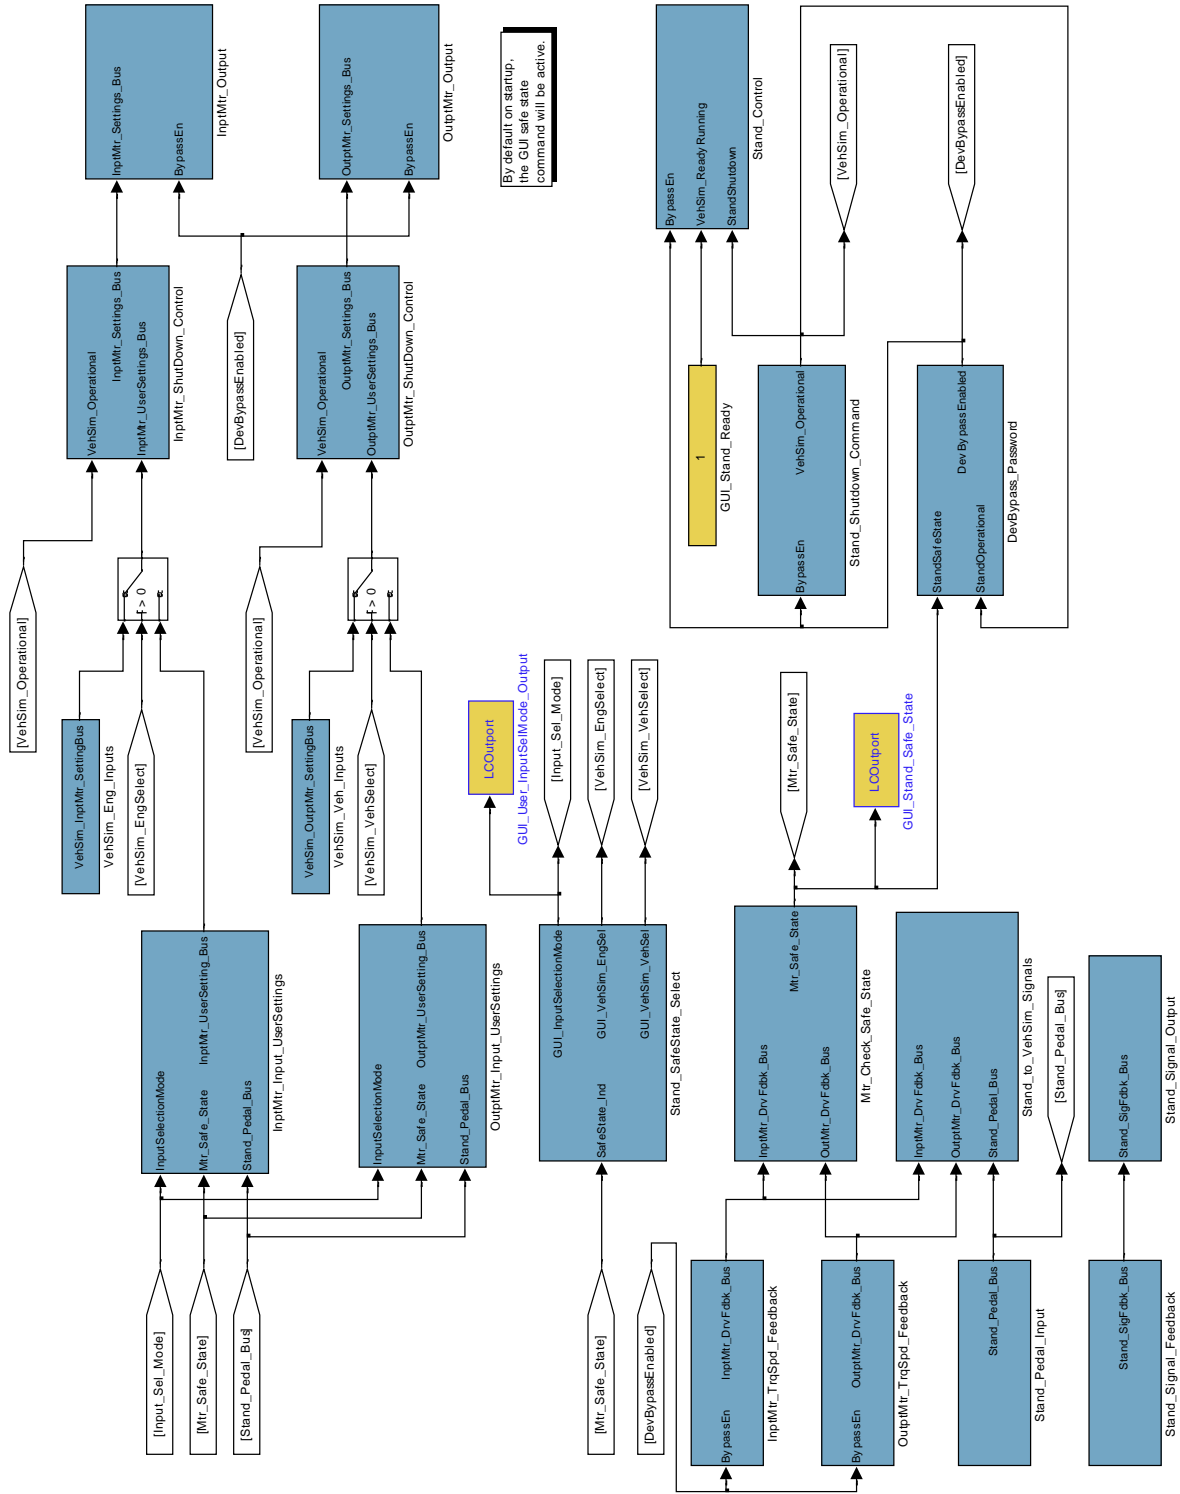 [Input_Sel_Mode]
[Mtr_Safe_State]
[Stand_Pedal_Bus]
InputSelectionMode
Mtr_Safe_State
Stand_Pedal_Bus
InptMtr_UserSetting_Bus
InptMtr_Input_UserSettings
VehSim_InptMtr_SettingBus
VehSim_Eng_Inputs
[VehSim_EngSelect]
[VehSim_Operational]
r > 0
VehSim_Operational
InptMtr_Settings_Bus
InptMtr_UserSettings_Bus
InptMtr_ShutDown_Control
InptMtr_Settings_Bus
BypassEn
InptMtr_Output
[DevBypassEnabled]
InputSelectionMode
Mtr_Safe_State
OutptMtr_UserSetting_Bus
Stand_Pedal_Bus
OutptMtr_Input_UserSettings
VehSim_OutptMtr_SettingBus
VehSim_Veh_Inputs
[VehSim_VehSelect]
[VehSim_Operational]
r > 0
VehSim_Operational
OutptMtr_Settings_Bus
OutptMtr_UserSettings_Bus
OutptMtr_ShutDown_Control
OutptMtr_Settings_Bus
BypassEn
OutptMtr_Output
By default on startup,
the GUI safe state
command will be active.
[Mtr_Safe_State]
SafeState_Ind
GUI_InputSelectionMode
GUI_VehSim_EngSel
GUI_VehSim_VehSel
Stand_SafeState_Select
LCOutport
GUI_User_InputSelMode_Output
[Input_Sel_Mode]
[VehSim_EngSelect]
[VehSim_VehSelect]
[DevBypassEnabled]
BypassEn
InptMtr_DrvFdbk_Bus
InptMtr_TrqSpd_Feedback
BypassEn
OutptMtr_DrvFdbk_Bus
OutptMtr_TrqSpd_Feedback
InptMtr_DrvFdbk_Bus
OutMtr_DrvFdbk_Bus
Mtr_Safe_State
Mtr_Check_Safe_State
[Mtr_Safe_State]
LCOutport
GUI_Stand_Safe_State
InptMtr_DrvFdbk_Bus
OutptMtr_DrvFdbk_Bus
Stand_Pedal_Bus
Stand_to_VehSim_Signals
Stand_Pedal_Bus
Stand_Pedal_Input
[Stand_Pedal_Bus]
Stand_SigFdbk_Bus
Stand_Signal_Feedback
Stand_SigFdbk_Bus
Stand_Signal_Output
1
GUI_Stand_Ready
BypassEn
VehSim_ReadyRunning
StandShutdown
Stand_Control
BypassEn
VehSim_Operational
Stand_Shutdown_Command
[VehSim_Operational]
StandSafeState
DevBypassEnabled
StandOperational
DevBypass_Password
[DevBypassEnabled]